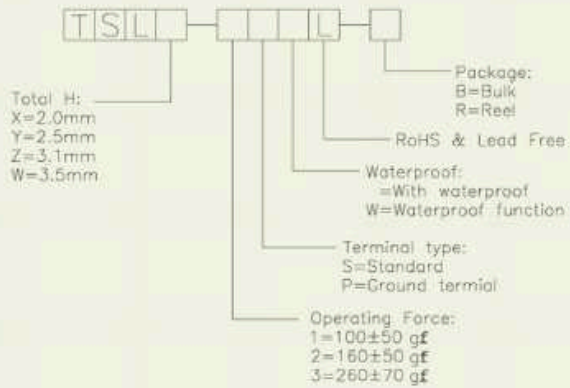 TSL L
Package:
B=Bulk
R=Reel
Total H:
X=2.0mm
Y=2.5mm
Z=3.1mm
W=3.5mm
RoHS & Lead Free
Waterproof:
=With waterproof
W=Waterproof function
Terminal type:
S=Standard
P=Ground termial
Operating Force:
1=100±50 gf
2=160±50 gf
3=260±70 gf